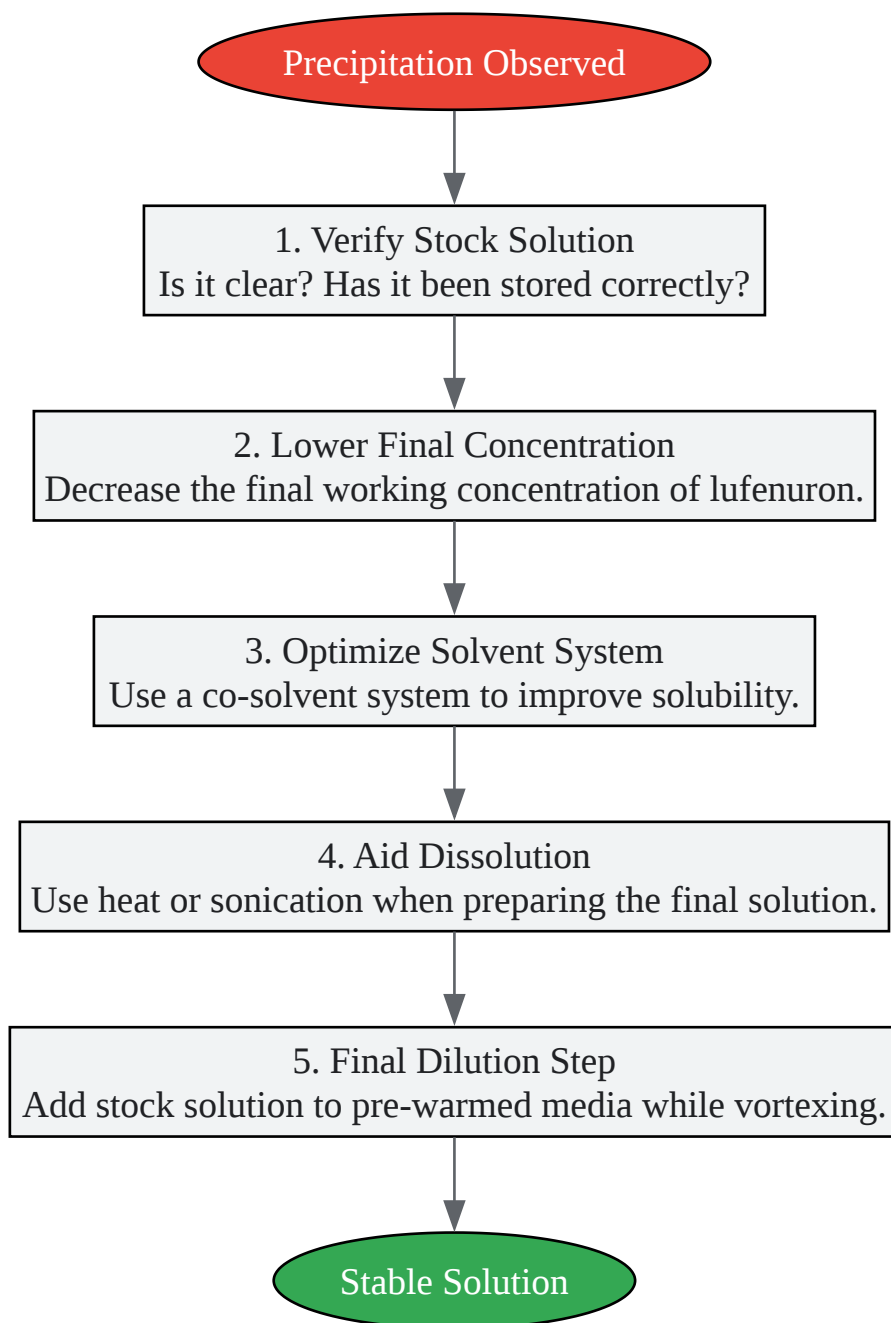 Precipitation Observed
1. Verify Stock Solution
Is it clear? Has it been stored correctly?
2. Lower Final Concentration
Decrease the final working concentration of lufenuron.
3. Optimize Solvent System
Use a co-solvent system to improve solubility.
4. Aid Dissolution
Use heat or sonication when preparing the final solution.
5. Final Dilution Step
Add stock solution to pre-warmed media while vortexing.
Stable Solution